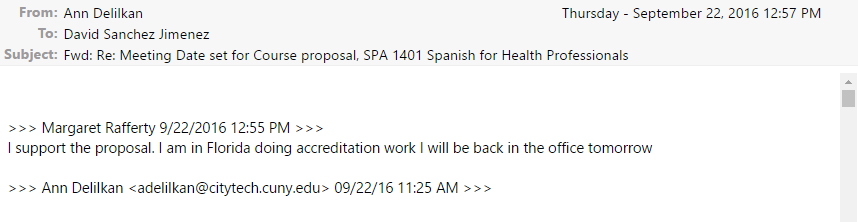 From: Ann Delilkan Thursday - September 22, 2016 12:57 PM
To: David Sanchez Jimenez
Subject: Fwd: Re: Meeting Date set for Course proposal, SPA 1401 Spanish for Health Professionals
>>> Margaret Rafferty 9/22/2016 12:55 PM >>>
I support the proposal. I am in Florida doing accreditation work I will be back in the office tomorrow
>>> Ann Delilkan <adelilkan@citytech.cuny.edu> 09/22/16 11:25 AM >>>